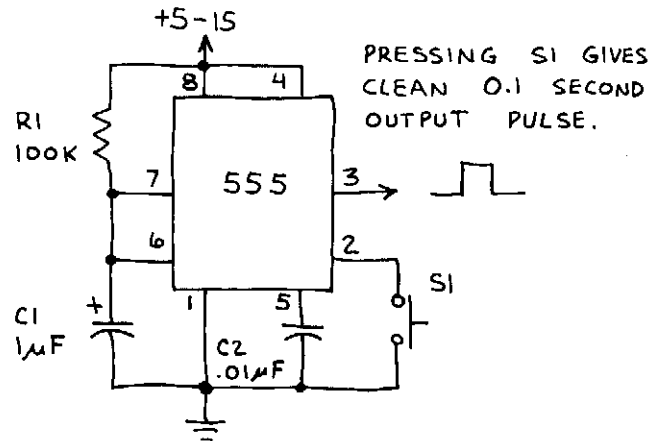 +5-15
PRESSING S1 GIVES
CLEAN 0.1 SECOND
OUTPUT PULSE.
8 4
R1
100K
7
555
3
6
2
S1
1
5
C1
+
1µF
C2
.01µF